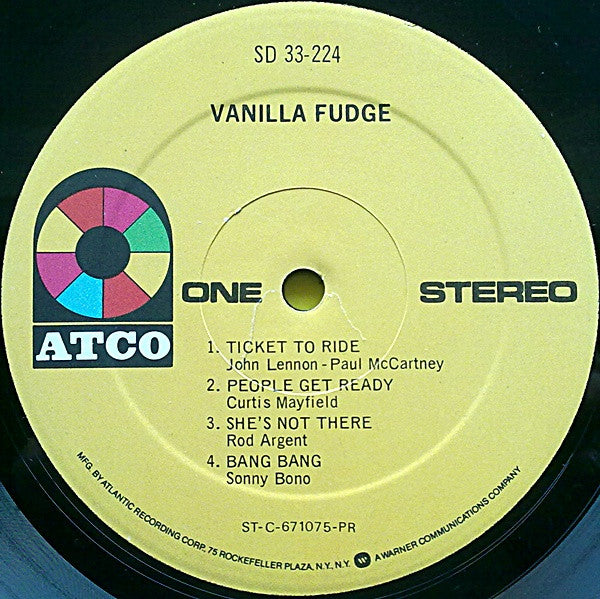 SD 33-224
VANILLA FUDGE
ATCO
ONE
STEREO
1. TICKET TO RIDE
John Lennon - Paul McCartney
2. PEOPLE GET READY
Curtis Mayfield
3. SHE'S NOT THERE
Rod Argent
4. BANG BANG
Sonny Bono
ST-C-671075-PR
MFG. BY ATLANTIC RECORDING CORP. 75 ROCKEFELLER PLAZA, N.Y., N.Y. A WARNER COMMUNICATIONS COMPANY